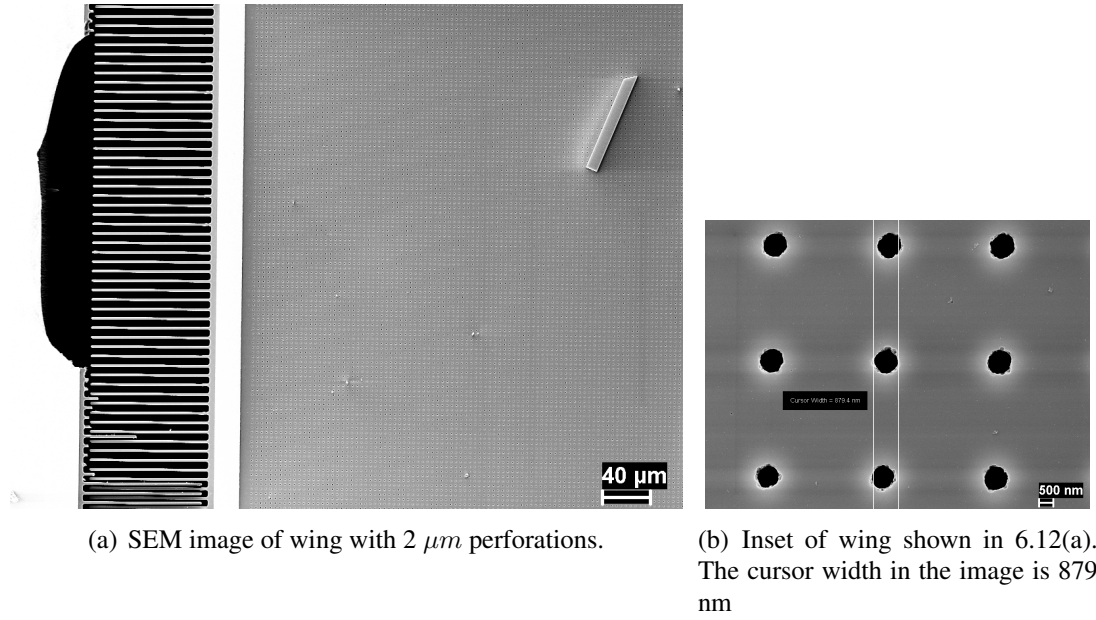 40 µm
Cursor Width = 879.4 nm
500 nm
(a) SEM image of wing with 2 µm perforations.
(b) Inset of wing shown in 6.12(a).
The cursor width in the image is 879
nm